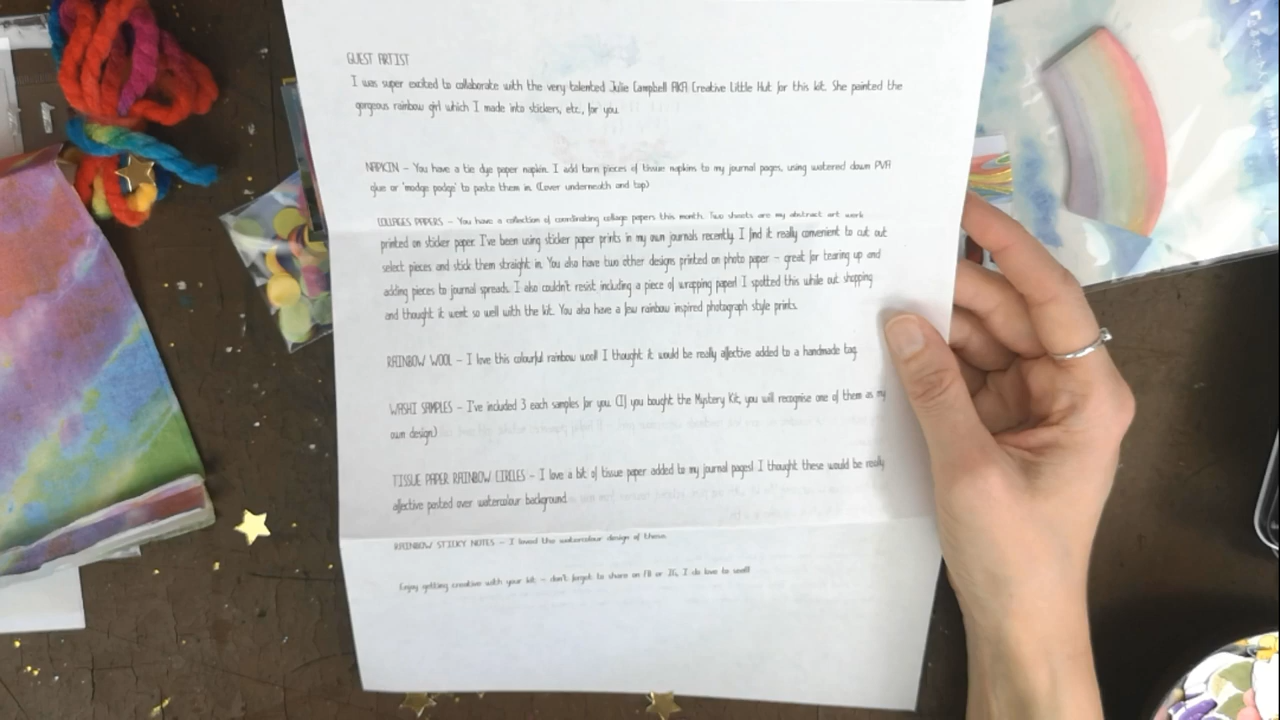 GUEST ARTIST
I was super excited to collaborate with the very talented Julie Campbell AKA Creative Little Hut for this kit. She painted the
gorgeous rainbow girl which I made into stickers, etc., for you.
NAPKIN – You have a tie dye paper napkin. I add torn pieces of tissue napkins to my journal pages, using watered down PVA
glue or 'modge podge' to paste them in. (Cover underneath and top)
COLLAGES PAPERS – You have a collection of coordinating collage papers this month. Two sheets are my abstract art work
printed on sticker paper. I've been using sticker paper prints in my own journals recently. I find it really convenient to cut out
select pieces and stick them straight in. You also have two other designs printed on photo paper – great for tearing up and
adding pieces to journal spreads. I also couldn't resist including a piece of wrapping paper! I spotted this while out shopping
and thought it went so well with the kit. You also have a few rainbow inspired photograph style prints.
RAINBOW WOOL – I love this colourful rainbow wool! I thought it would be really affective added to a handmade tag.
WASHI SAMPLES – I've included 3 each samples for you. (If you bought the Mystery Kit, you will recognise one of them as my
own design.)
TISSUE PAPER RAINBOW CIRCLES – I love a bit of tissue paper added to my journal pages! I thought these would be really
affective pasted over watercolour background.
RAINBOW STICKY NOTES – I loved the watercolour design of these.
Enjoy getting creative with your kit – don't forget to share on FB or IG, I do love to see!!